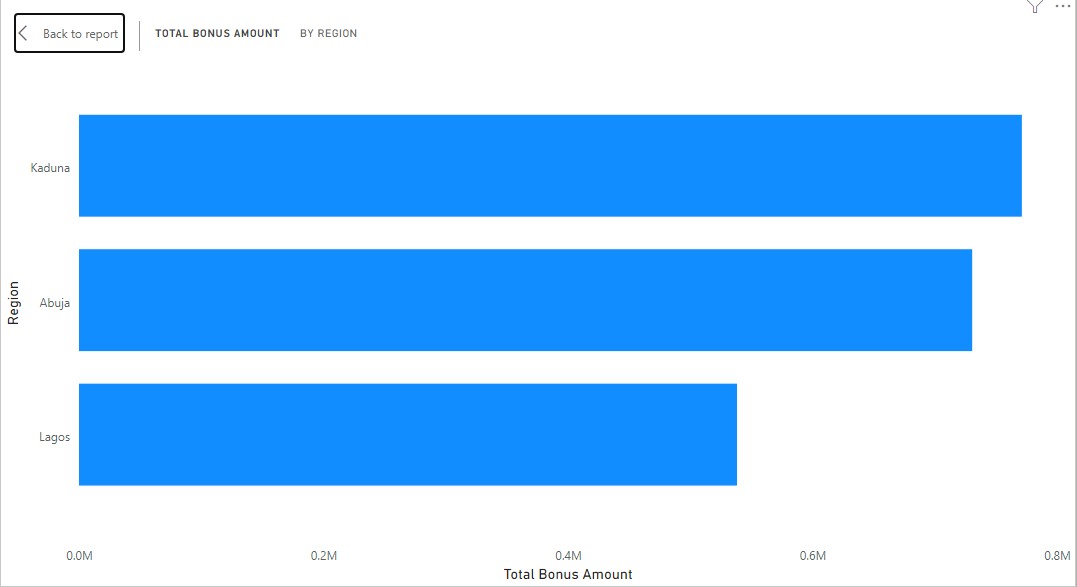 Back to report
TOTAL BONUS AMOUNT BY REGION
Kaduna
Abuja
Lagos
Region
0.0M 0.2M 0.4M 0.6M 0.8M
Total Bonus Amount